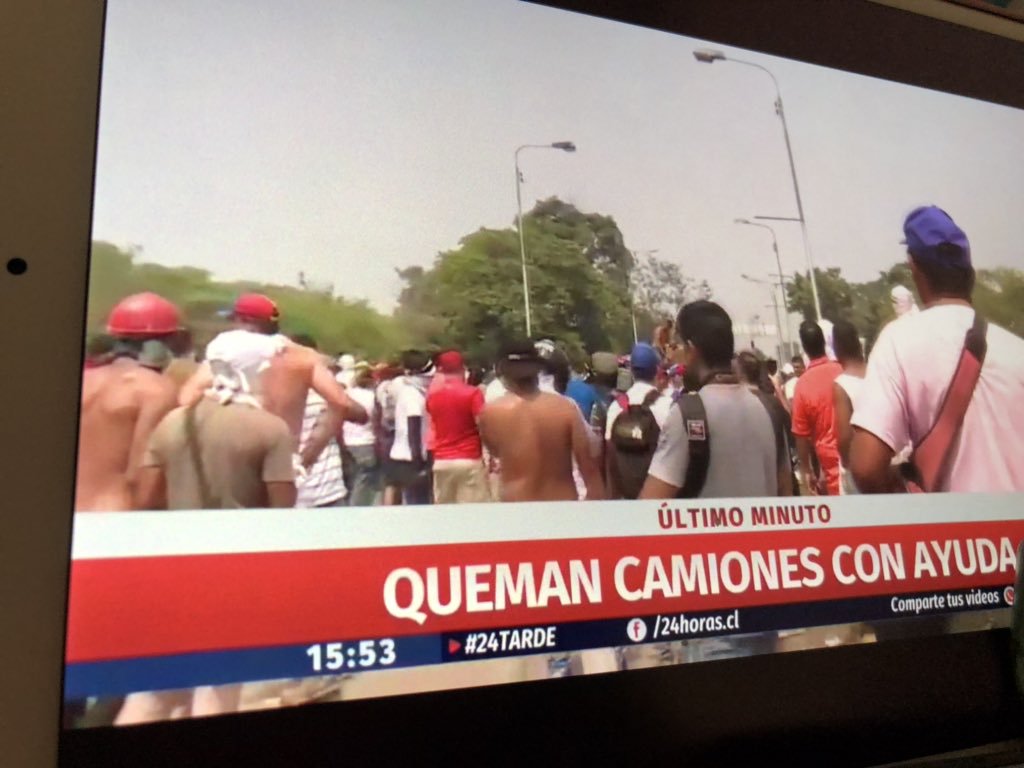 ÚLTIMO MINUTO
QUEMAN CAMIONES CON AYUDA
Comparte tus videos
15:53 #24TARDE /24horas.cl